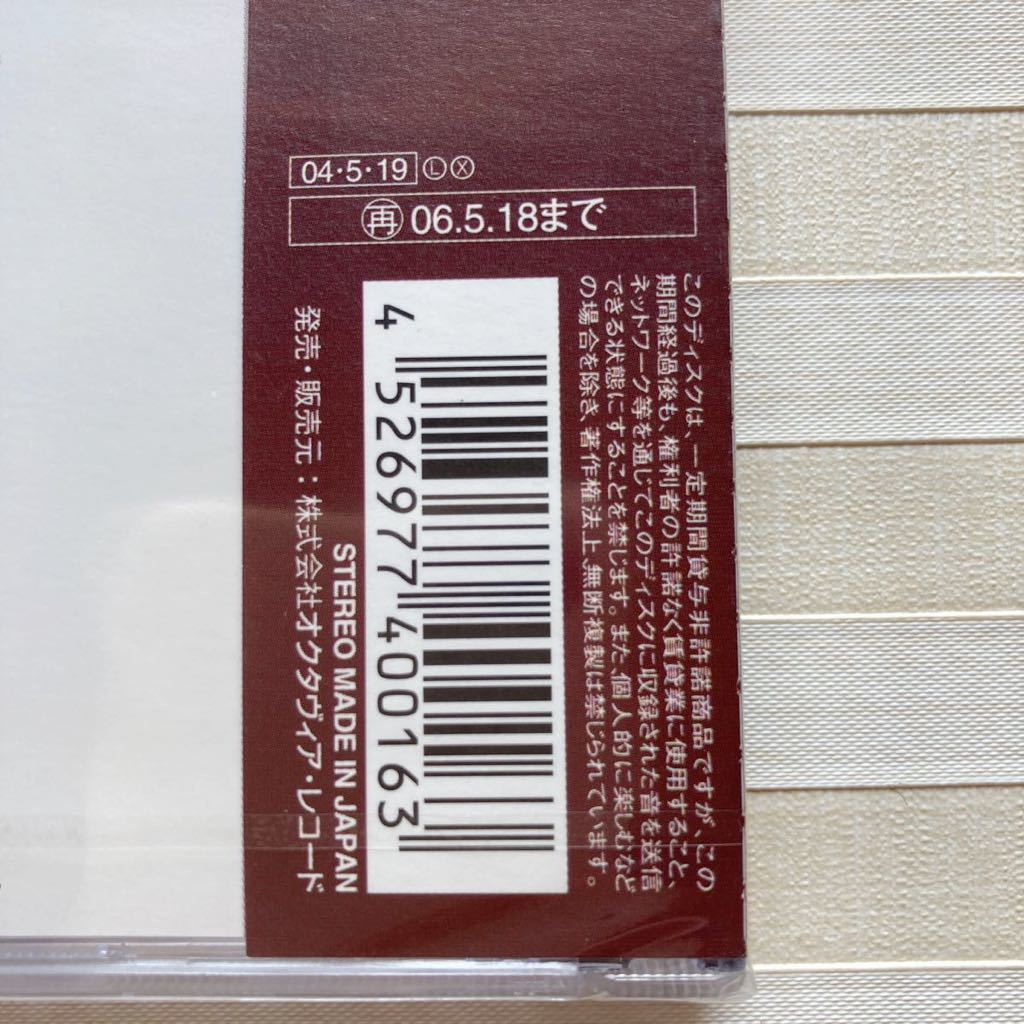 04・5・19 Ⓛ Ⓧ
㊞再 06.5.18まで
このディスクは、一定期間貸与非許諾商品ですが、この
期間経過後も、権利者の許諾なく賃貸業に使用すること、
ネットワーク等を通じてこのディスクに収録された音を送信
できる状態にすることを禁じます。また、個人的に楽しむなど
の場合を除き、著作権法上、無断複製は禁じられています。
4 526977 400163
STEREO MADE IN JAPAN
発売・販売元：株式会社オクタヴィア・レコード